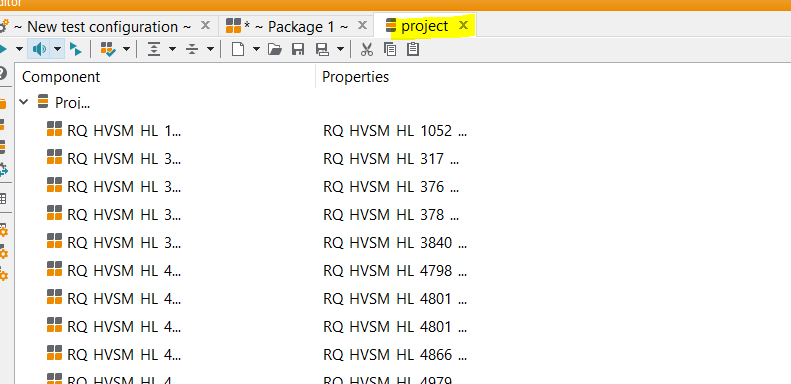 ditor
~ New test configuration ~
* ~ Package 1 ~
project
Component Properties
Proj...
RQ HVSM HL 1... RQ HVSM HL 1052 ...
RQ HVSM HL 3... RQ HVSM HL 317 ...
RQ HVSM HL 3... RQ HVSM HL 376 ...
RQ HVSM HL 3... RQ HVSM HL 378 ...
RQ HVSM HL 3... RQ HVSM HL 3840 ...
RQ HVSM HL 4... RQ HVSM HL 4798 ...
RQ HVSM HL 4... RQ HVSM HL 4801 ...
RQ HVSM HL 4... RQ HVSM HL 4801 ...
RQ HVSM HL 4... RQ HVSM HL 4866 ...
RQ HVSM HL 4... RQ HVSM HL 4979 ...